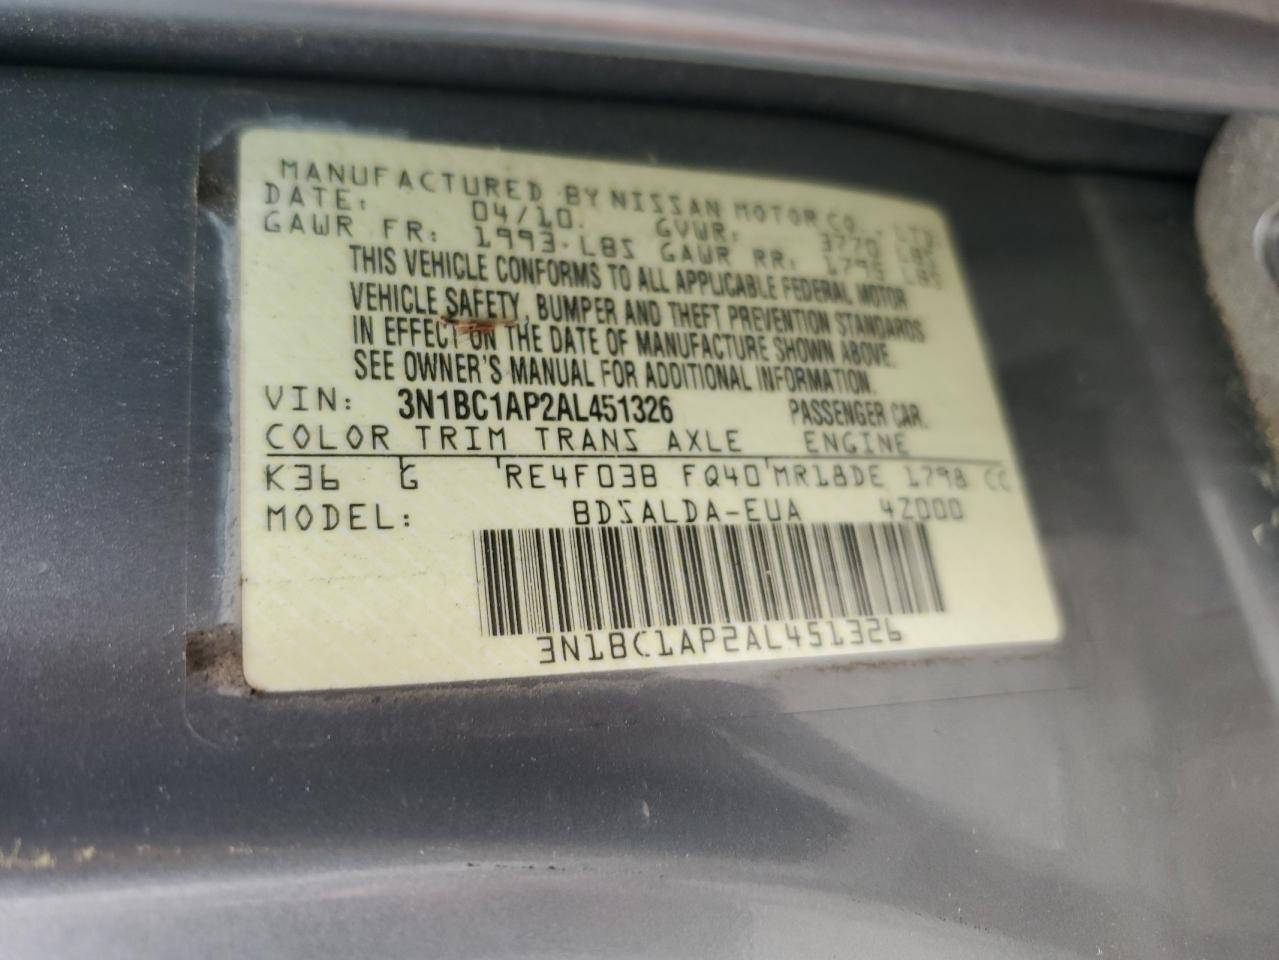 MANUFACTURED BY NISSAN MOTOR CO., LTD
DATE: 04/10 GVWR: 3770 LBS
GAWR FR: 1993 LBS GAWR RR: LBS
THIS VEHICLE CONFORMS TO ALL APPLICABLE FEDERAL MOTOR
VEHICLE SAFETY, BUMPER AND THEFT PREVENTION STANDARDS
IN EFFECT ON THE DATE OF MANUFACTURE SHOWN ABOVE.
SEE OWNER'S MANUAL FOR ADDITIONAL INFORMATION.
VIN: 3N1BC1AP2AL451326 PASSENGER CAR.
COLOR TRIM TRANS AXLE ENGINE
K36 G RE4F03B FQ40 MR18DE 1798 CC
MODEL: BDSALDA-EUA 4Z000
3N1BC1AP2AL451326